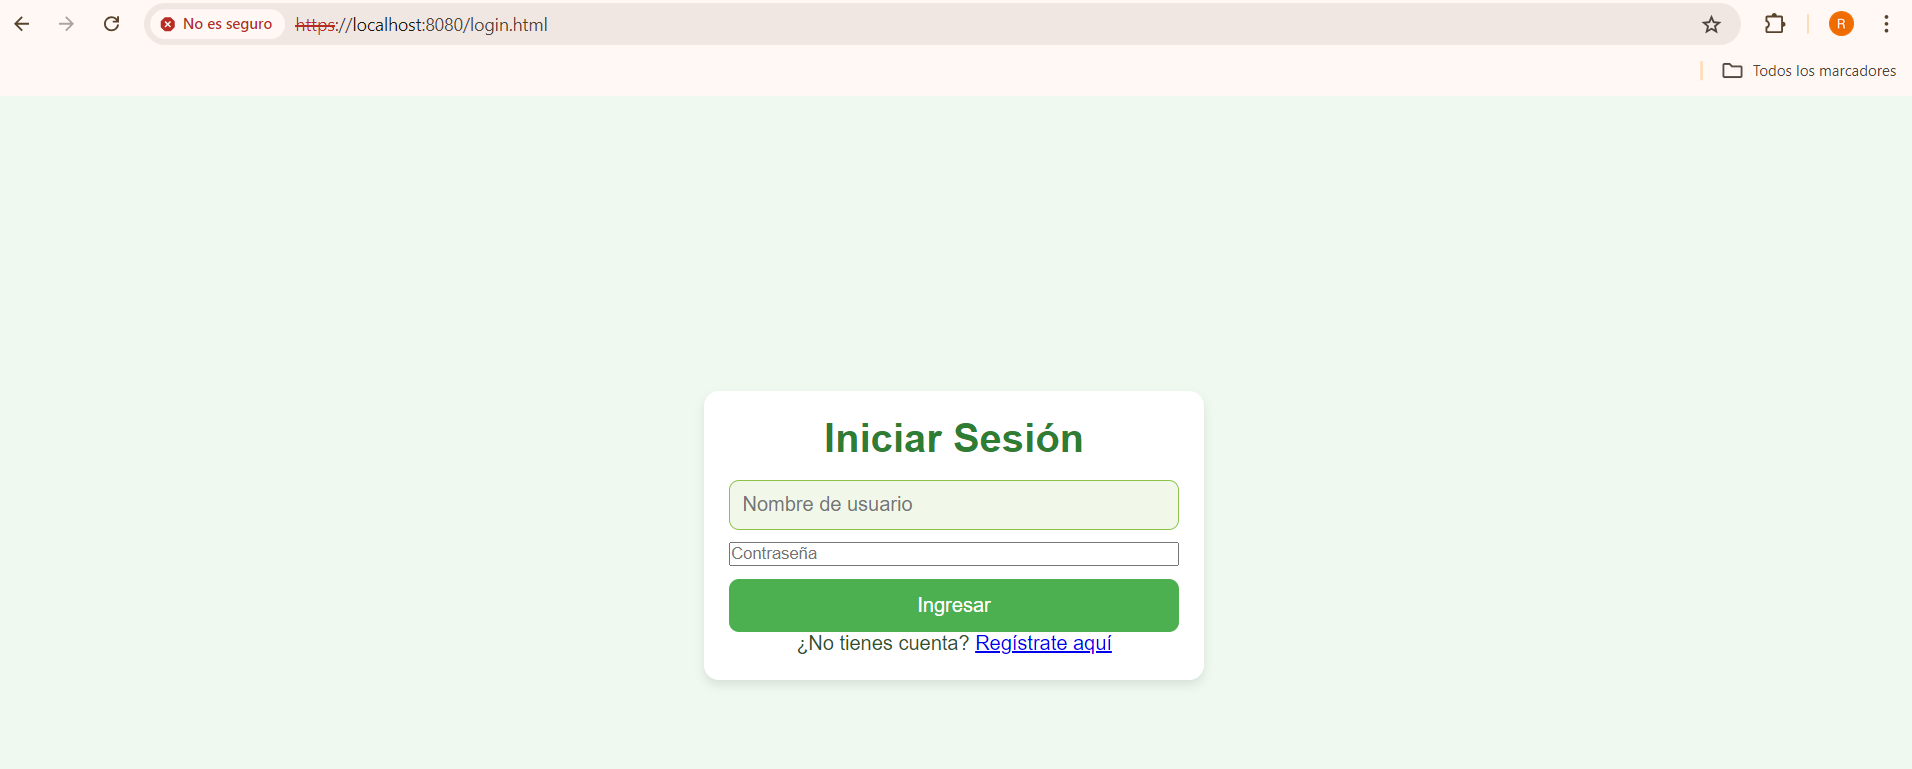 No es seguro
https://localhost:8080/login.html
R
Todos los marcadores
Iniciar Sesión
Nombre de usuario
Contraseña
Ingresar
¿No tienes cuenta? Regístrate aquí